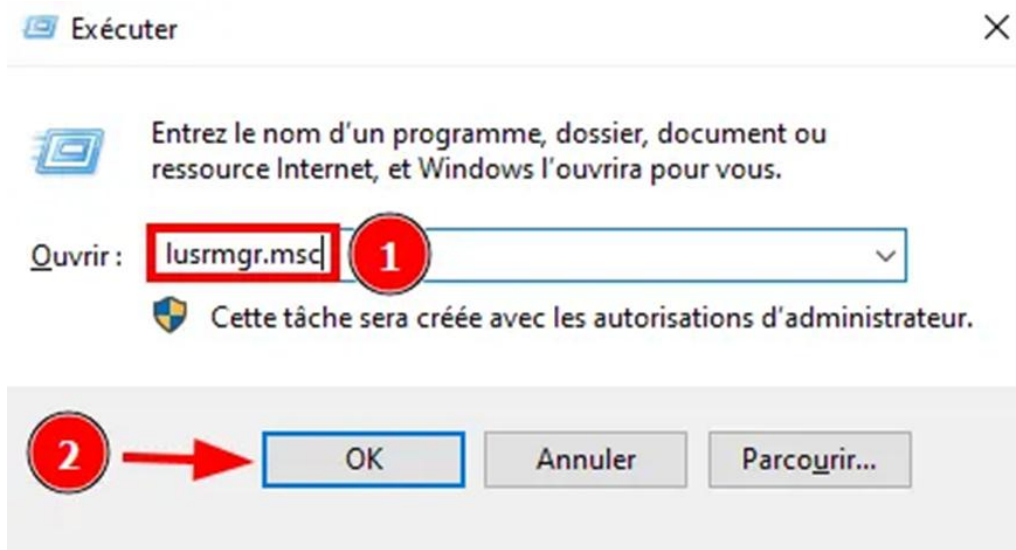 Exécuter
Entrez le nom d'un programme, dossier, document ou
ressource Internet, et Windows l'ouvrira pour vous.
Ouvrir : lusrmgr.msc 1
Cette tâche sera créée avec les autorisations d'administrateur.
2 OK Annuler Parcourir...